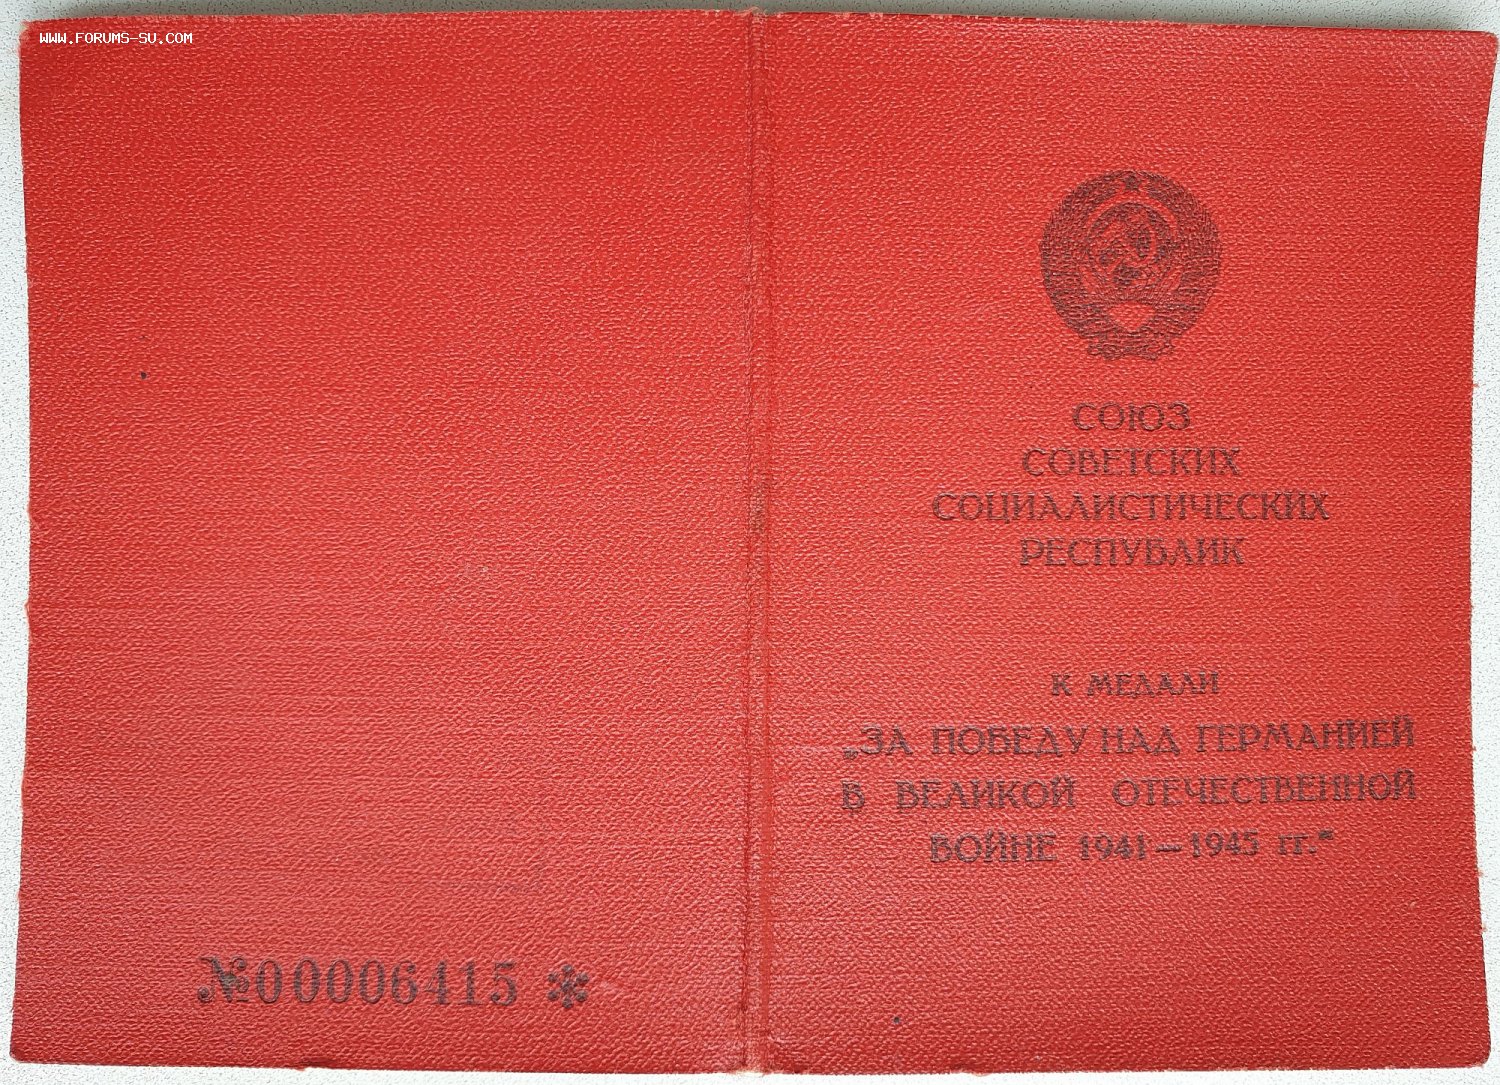 WWW.FORUMS-SU.COM
СОЮЗ
СОВЕТСКИХ
СОЦИАЛИСТИЧЕСКИХ
РЕСПУБЛИК
К МЕДАЛИ
„ЗА ПОБЕДУ НАД ГЕРМАНИЕЙ
В ВЕЛИКОЙ ОТЕЧЕСТВЕННОЙ
ВОЙНЕ 1941—1945 гг."
№00006415 *